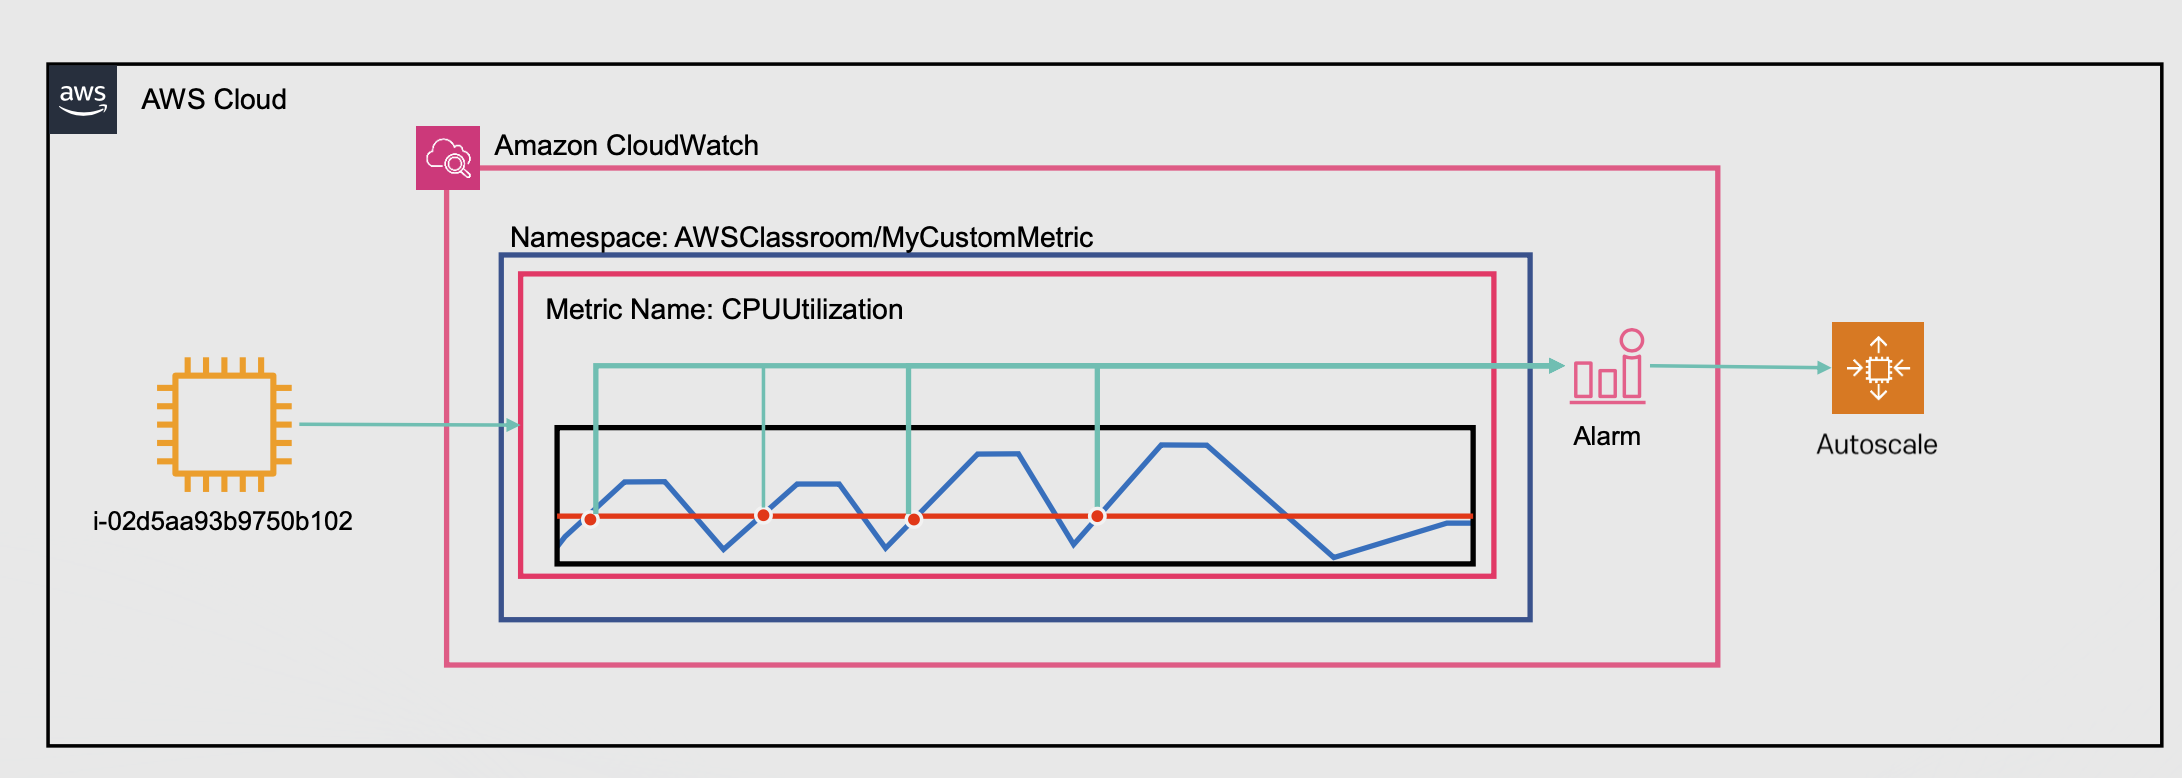 aws
AWS Cloud
Amazon CloudWatch
Namespace: AWSClassroom/MyCustomMetric
Metric Name: CPUUtilization
Alarm
Autoscale
i-02d5aa93b9750b102